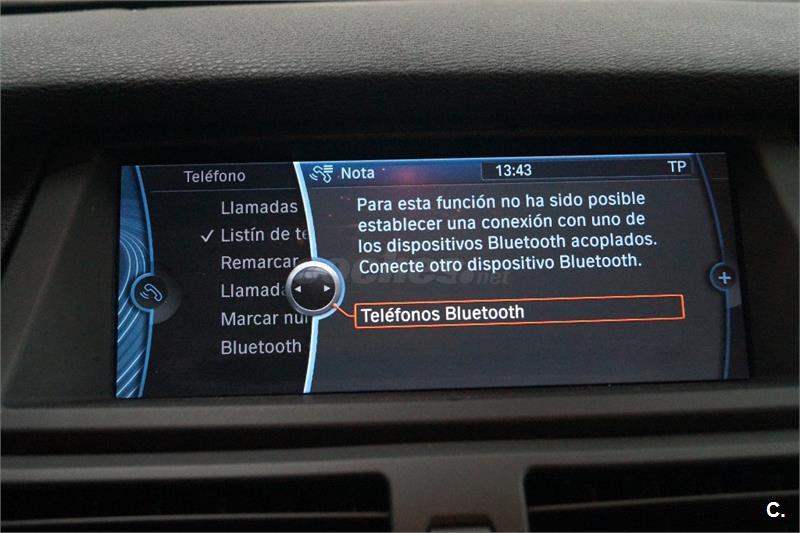 Teléfono
Nota
13:43
TP
Llamadas
Listín de te
Remarcar
Llamada
Marcar nú
Bluetooth
Para esta función no ha sido posible
establecer una conexión con uno de
los dispositivos Bluetooth acoplados.
Conecte otro dispositivo Bluetooth.
Teléfonos Bluetooth
C.